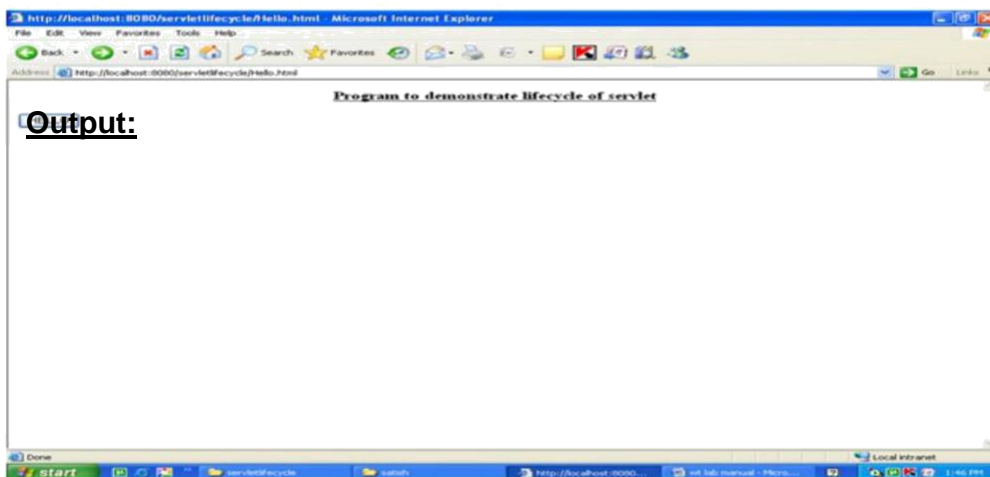 http://localhost:8080/servletlifecycle/Hello.html - Microsoft Internet Explorer
File Edit View Favorites Tools Help
Back Search Favorites
Address http://localhost:8080/servletlifecycle/Hello.html Go Links
Program to demonstrate lifecycle of servlet
Output:
Done Local intranet
start servletlifecycle satish http://localhost:8080... wt lab manual - Micro... 1:46 PM